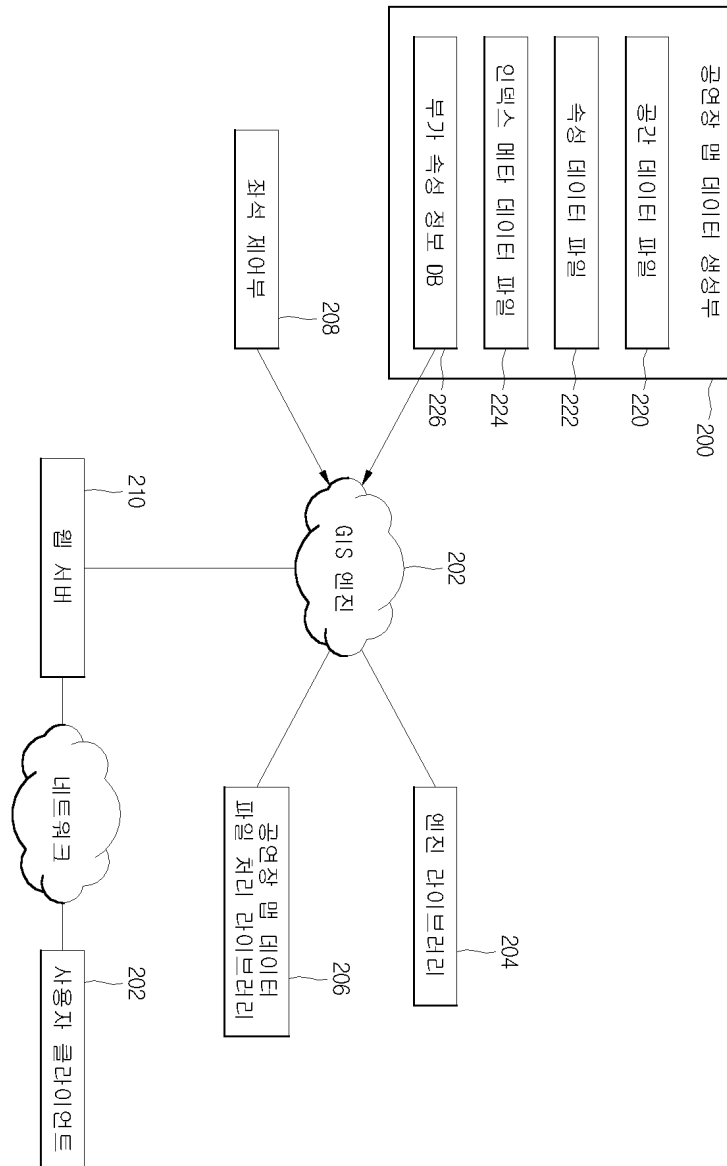 공연장 맵 데이터 생성부
200
공간 데이터 파일
220
속성 데이터 파일
222
인덱스 메타 데이터 파일
224
부가 속성 정보 DB
226
좌석 제어부
208
GIS 엔진
202
엔진 라이브러리
204
공연장 맵 데이터
파일 처리 라이브러리
206
웹 서버
210
네트워크
사용자 클라이언트
202